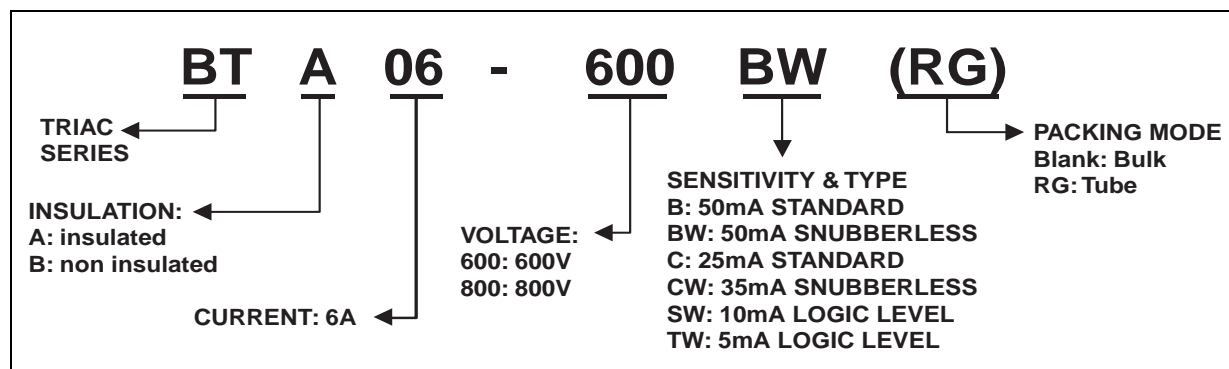 BT A 06 - 600 BW (RG)
TRIAC
SERIES
INSULATION:
A: insulated
B: non insulated
CURRENT: 6A
VOLTAGE:
600: 600V
800: 800V
SENSITIVITY & TYPE
B: 50mA STANDARD
BW: 50mA SNUBBERLESS
C: 25mA STANDARD
CW: 35mA SNUBBERLESS
SW: 10mA LOGIC LEVEL
TW: 5mA LOGIC LEVEL
PACKING MODE
Blank: Bulk
RG: Tube